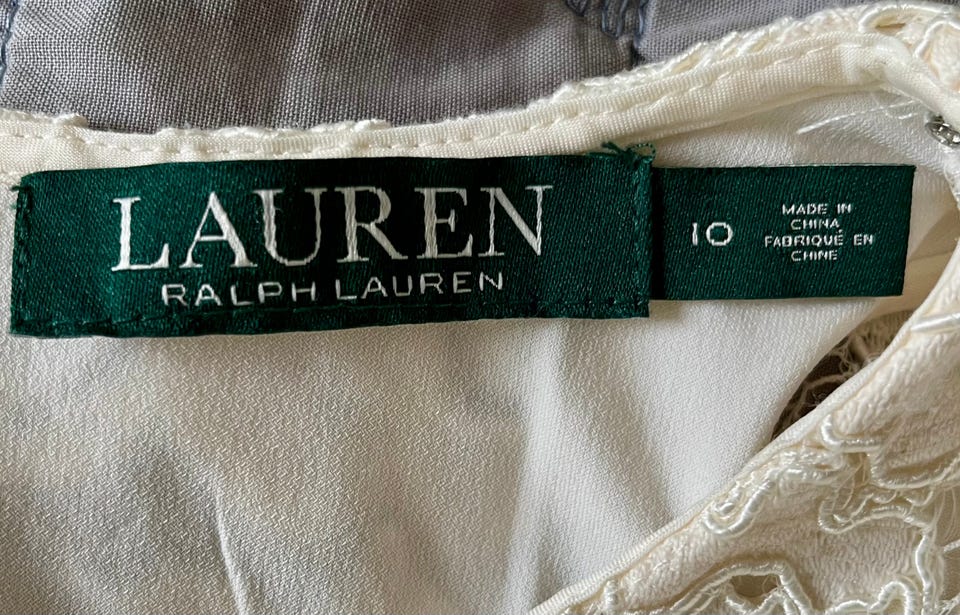 LAUREN
RALPH LAUREN
10
MADE IN
CHINA
FABRIQUÉ EN
CHINE